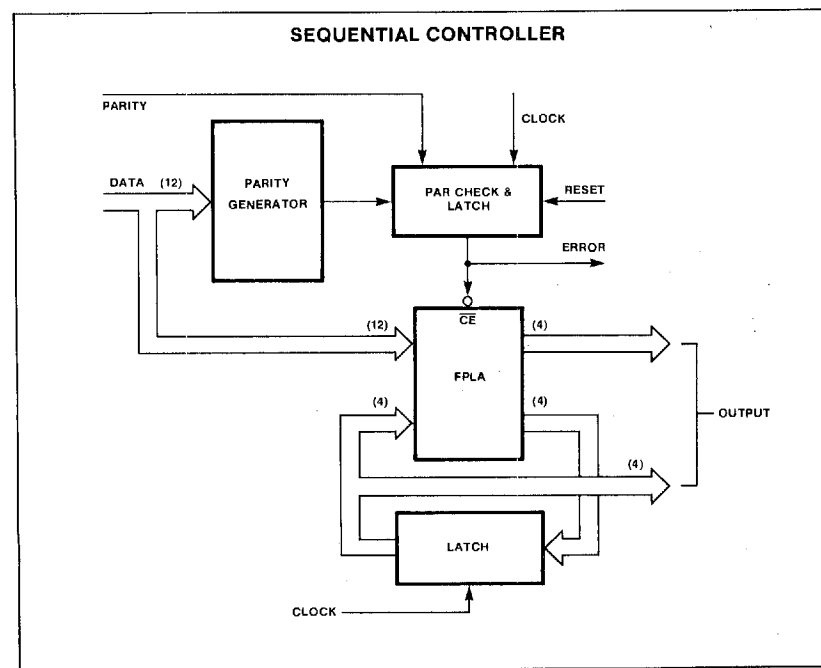 SEQUENTIAL CONTROLLER
PARITY
CLOCK
DATA (12)
PARITY
GENERATOR
PAR CHECK &
LATCH
RESET
ERROR
CE
(12)
(4)
FPLA
(4)
(4)
OUTPUT
(4)
LATCH
CLOCK